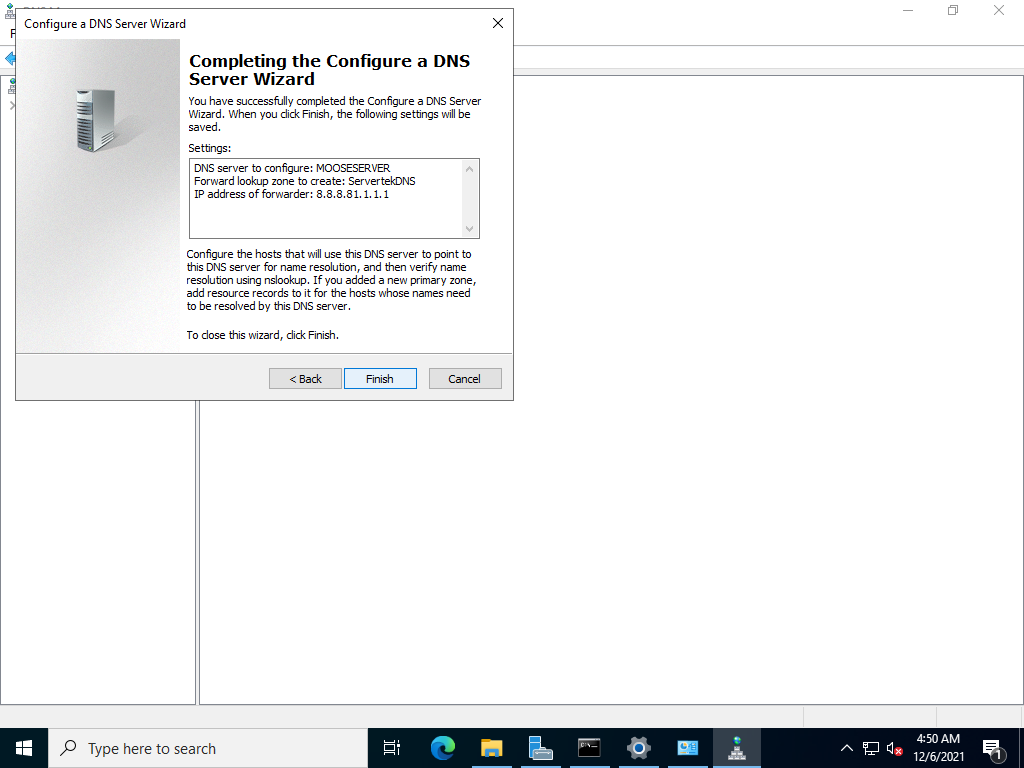 Configure a DNS Server Wizard
Completing the Configure a DNS
Server Wizard
You have successfully completed the Configure a DNS Server
Wizard. When you click Finish, the following settings will be
saved.
Settings:
DNS server to configure: MOOSESERVER
Forward lookup zone to create: ServertekDNS
IP address of forwarder: 8.8.8.81.1.1.1
Configure the hosts that will use this DNS server to point to
this DNS server for name resolution, and then verify name
resolution using nslookup. If you added a new primary zone,
add resource records to it for the hosts whose names need
to be resolved by this DNS server.
To close this wizard, click Finish.
< Back
Finish
Cancel
Type here to search
4:50 AM
12/6/2021
1